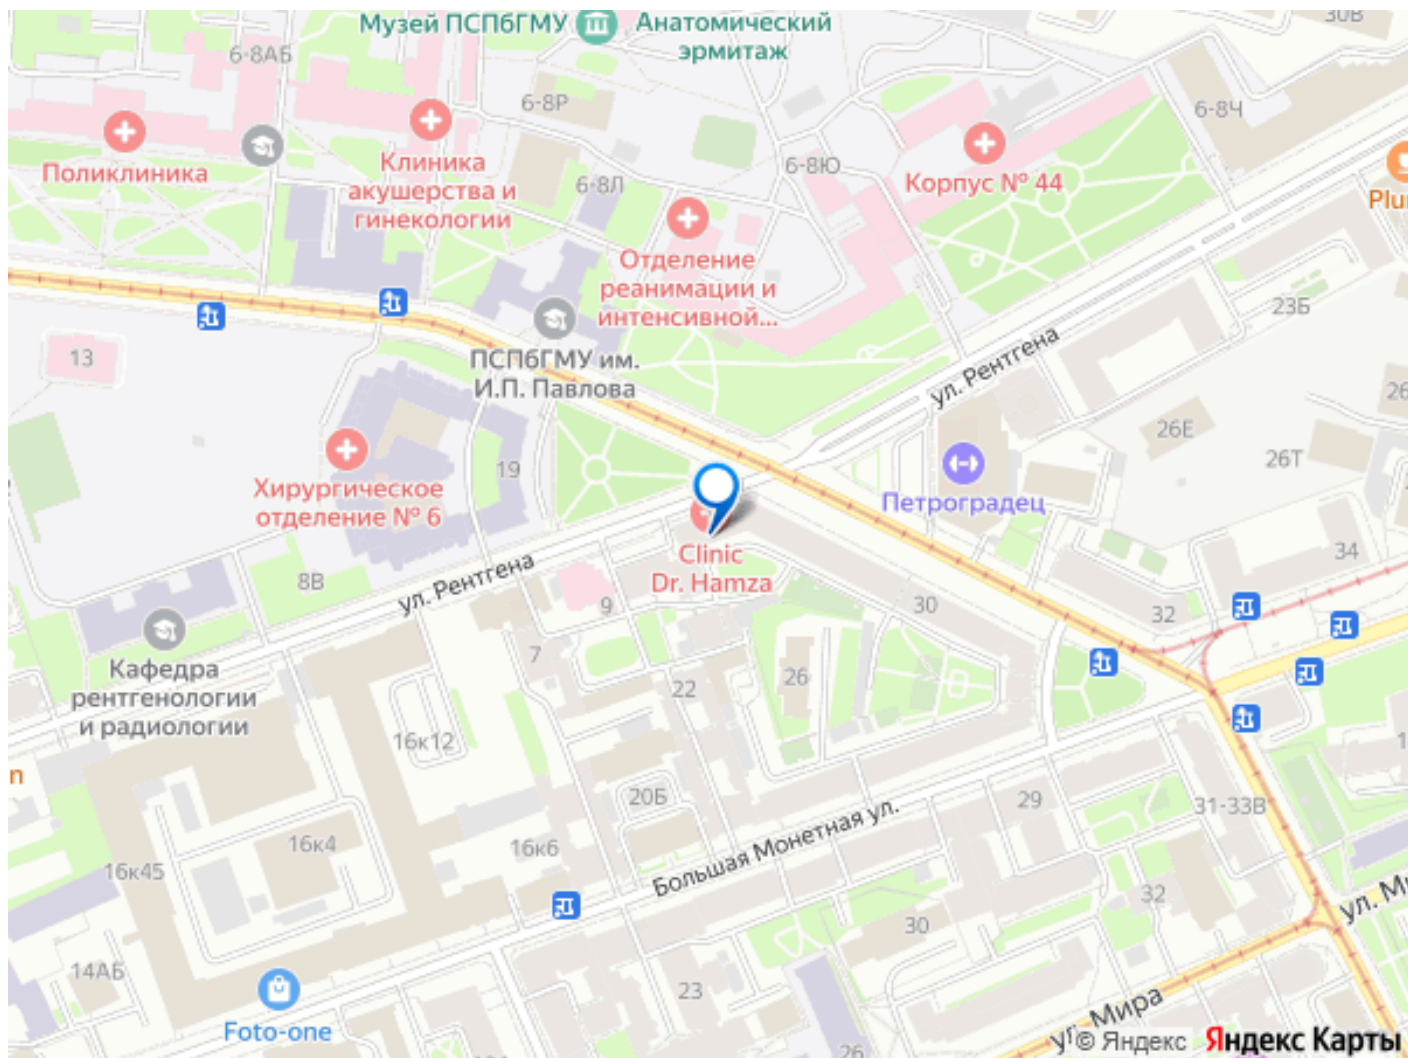 Музей ПСПбГМУ
Анатомический
эрмитаж
30В
6-8АБ
6-8Р
6-8Ч
Поликлиника
Клиника
акушерства и
гинекологии
6-8Л
6-8Ю
Корпус № 44
Plu
Отделение
реанимации и
интенсивной...
23Б
13
ПСПбГМУ им.
И.П. Павлова
ул. Рентгена
26
26Е
26Т
19
Хирургическое
отделение № 6
Петроградец
Clinic
Dr. Hamza
34
ул. Рентгена
8В
9
30
32
Кафедра
рентгенологии
и радиологии
7
22
26
16к12
n
20Б
29
31-33В
16к4
16к6
16к45
Большая Монетная ул.
32
ул. М
30
14АБ
23
Foto-one
26
ул. Мира
© Яндекс Яндекс Карты